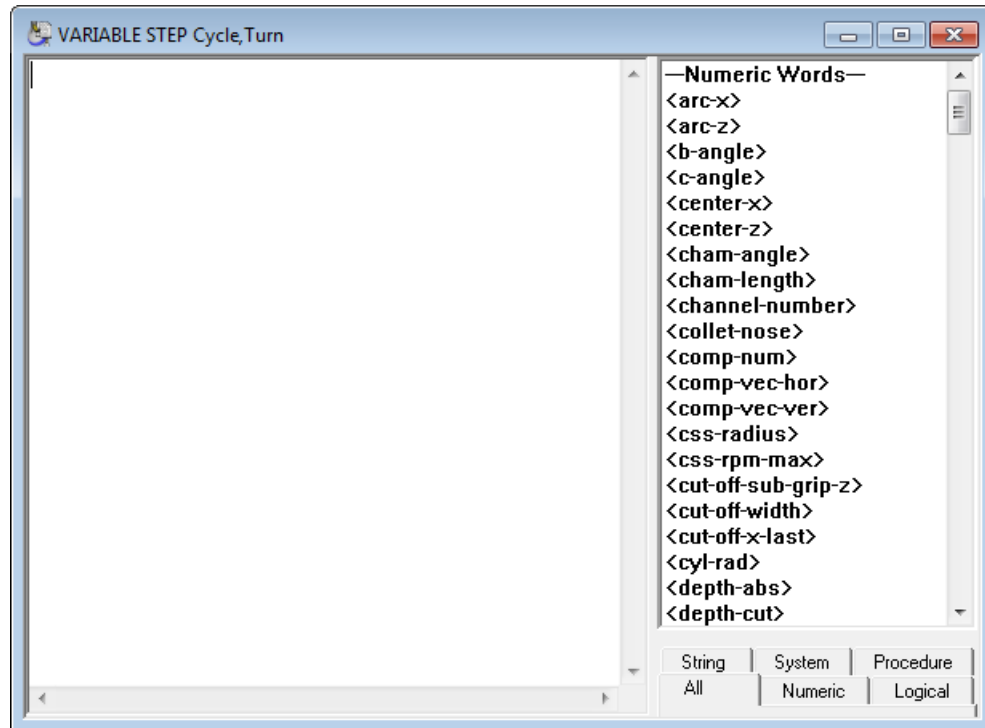 VARIABLE STEP Cycle,Turn
—Numeric Words—
<arc-x>
<arc-z>
<b-angle>
<c-angle>
<center-x>
<center-z>
<cham-angle>
<cham-length>
<channel-number>
<collet-nose>
<comp-num>
<comp-vec-hor>
<comp-vec-ver>
<css-radius>
<css-rpm-max>
<cut-off-sub-grip-z>
<cut-off-width>
<cut-off-x-last>
<cyl-rad>
<depth-abs>
<depth-cut>
String System Procedure
All Numeric Logical